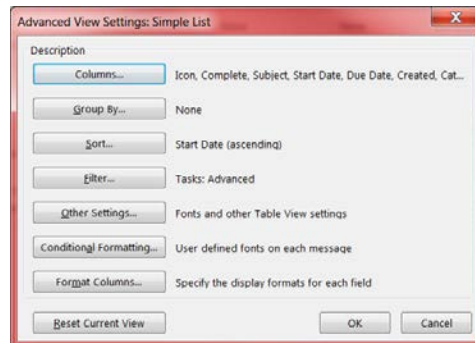 Advanced View Settings: Simple List
Description
Columns... Icon, Complete, Subject, Start Date, Due Date, Created, Cat...
Group By... None
Sort... Start Date (ascending)
Filter... Tasks: Advanced
Other Settings... Fonts and other Table View settings
Conditional Formatting... User defined fonts on each message
Format Columns... Specify the display formats for each field
Reset Current View OK Cancel